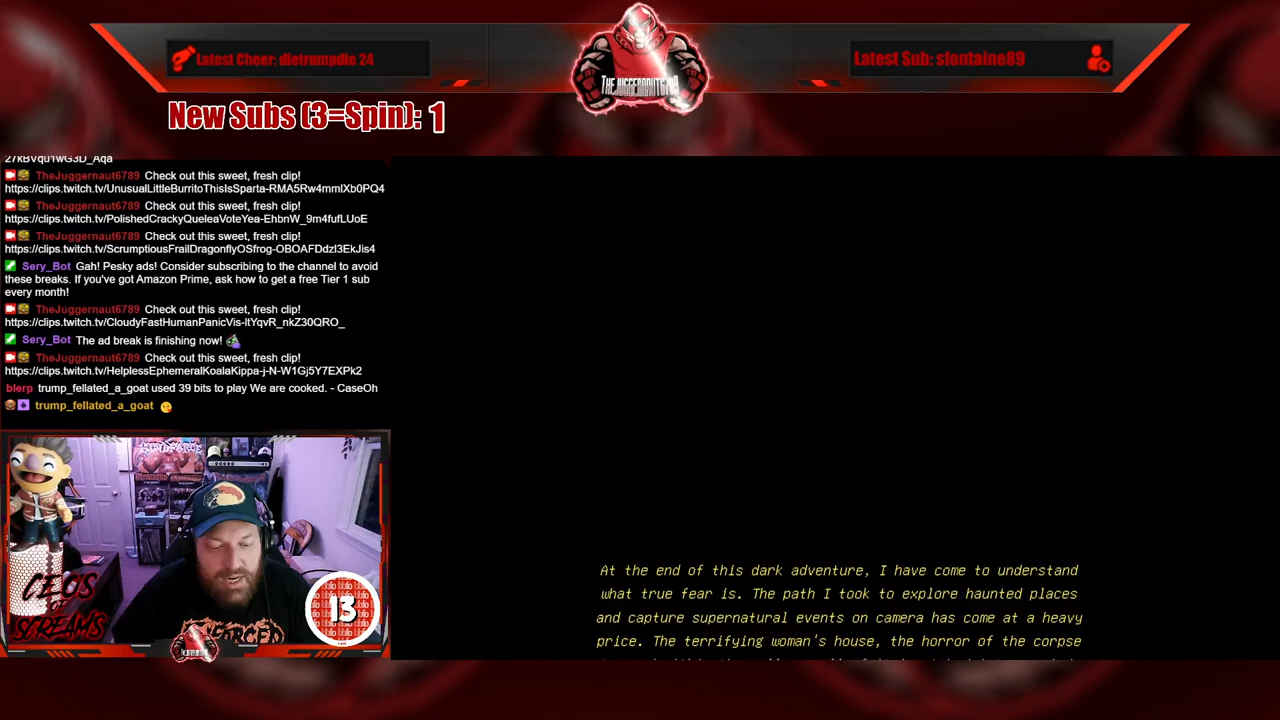 Latest Cheer: dietrumpdie 24
THEJUGGERNAUT6789
Latest Sub: sfontaine89
New Subs (3=Spin): 1
27kBVqu1wG3D_Aqa
TheJuggernaut6789 Check out this sweet, fresh clip!
https://clips.twitch.tv/UnusualLittleBurritoThisIsSparta-RMA5Rw4mmlXb0PQ4
TheJuggernaut6789 Check out this sweet, fresh clip!
https://clips.twitch.tv/PolishedCrackyQueleaVoteYea-EhbnW_9m4fufLUoE
TheJuggernaut6789 Check out this sweet, fresh clip!
https://clips.twitch.tv/ScrumptiousFrailDragonflyOSfrog-OBOAFDdzl3EkJis4
Sery_Bot Gah! Pesky ads! Consider subscribing to the channel to avoid
these breaks. If you've got Amazon Prime, ask how to get a free Tier 1 sub
every month!
TheJuggernaut6789 Check out this sweet, fresh clip!
https://clips.twitch.tv/CloudyFastHumanPanicVis-ltYqvR_nkZ30QRO_
Sery_Bot The ad break is finishing now!
TheJuggernaut6789 Check out this sweet, fresh clip!
https://clips.twitch.tv/HelplessEphemeralKoalaKippa-j-N-W1Gj5Y7EXPk2
blerp trump_fellated_a_goat used 39 bits to play We are cooked. - CaseOh
trump_fellated_a_goat
CEO'S
OF
SCREAMS
13
At the end of this dark adventure, I have come to understand
what true fear is. The path I took to explore haunted places
and capture supernatural events on camera has come at a heavy
price. The terrifying woman's house, the horror of the corpse